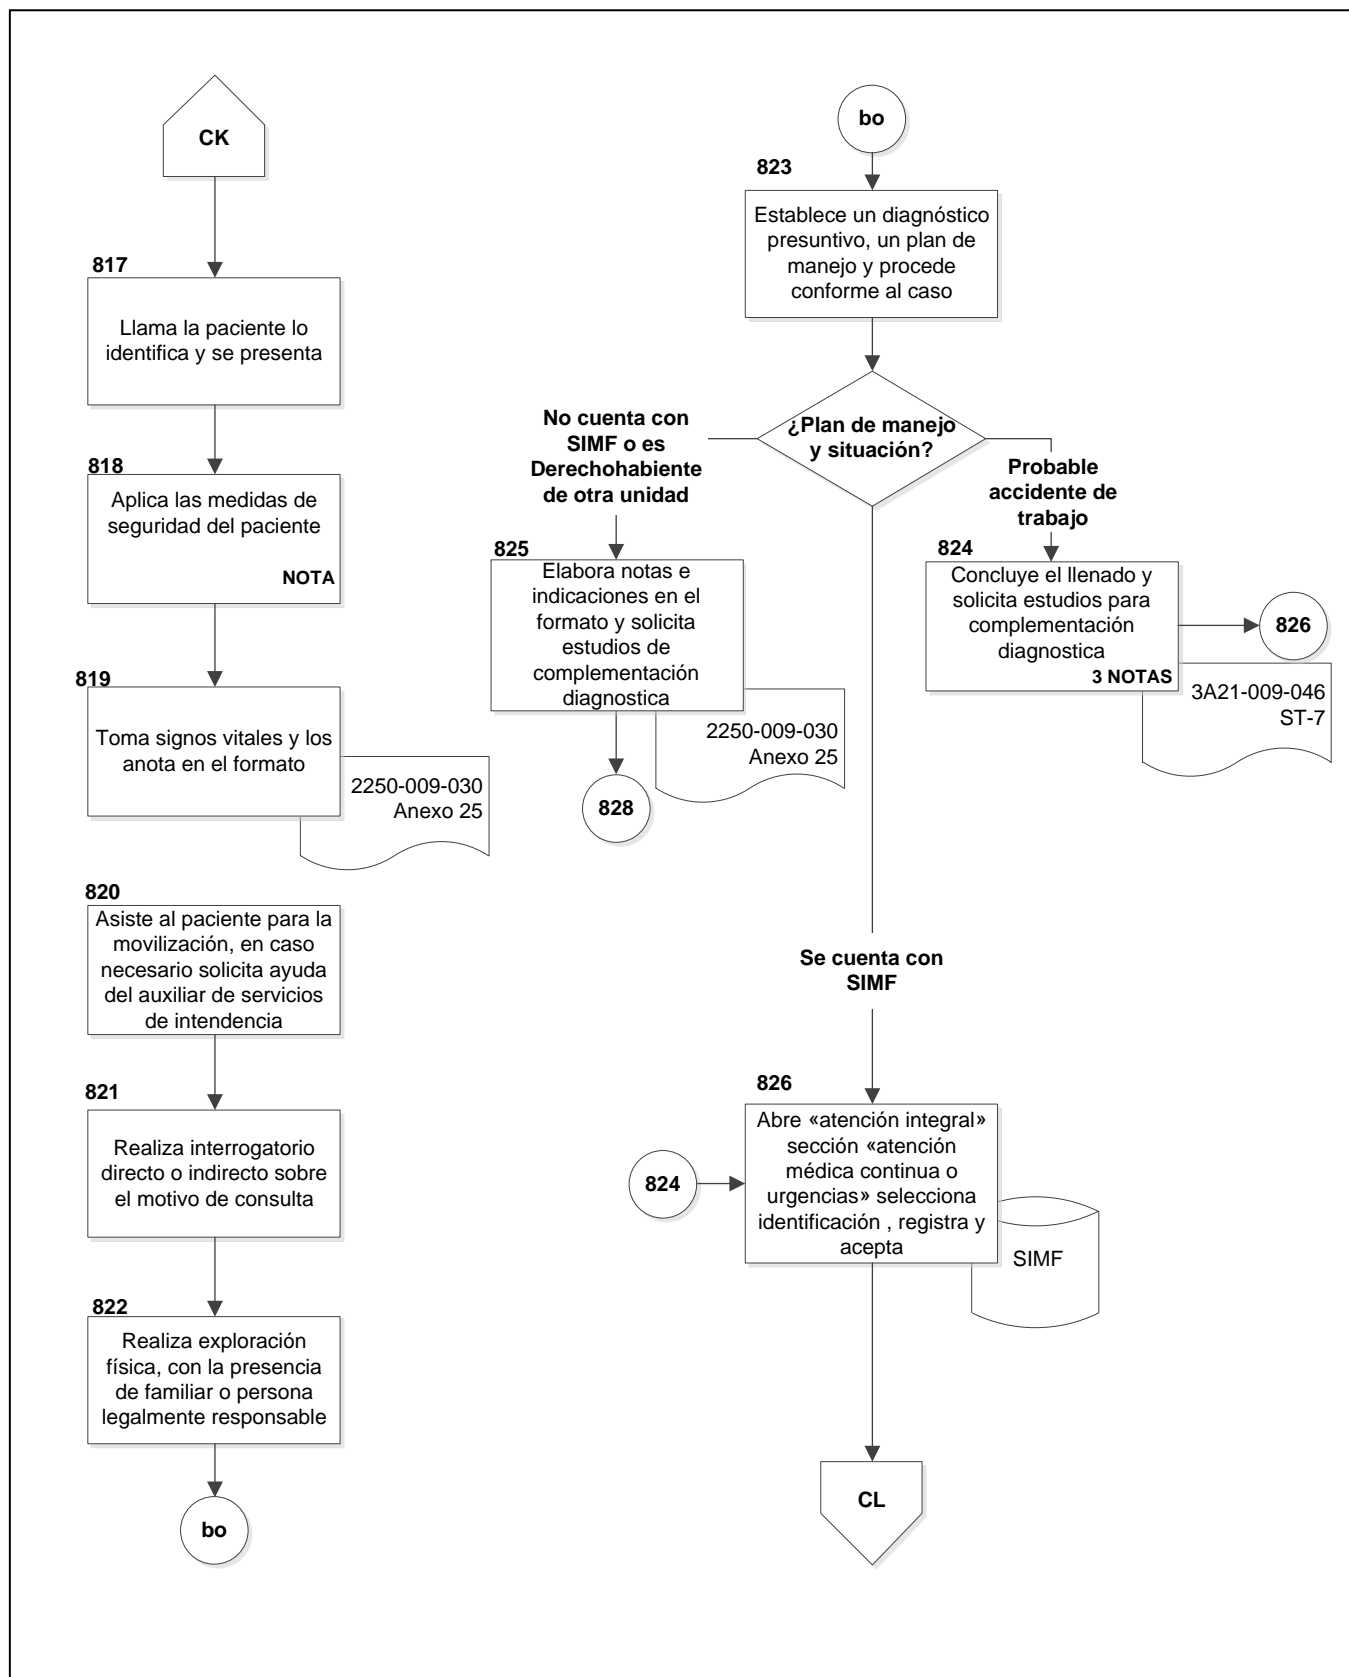 CK
817
Llama la paciente lo
identifica y se presenta
818
Aplica las medidas de
seguridad del paciente
NOTA
819
Toma signos vitales y los
anota en el formato
2250-009-030
Anexo 25
820
Asiste al paciente para la
movilización, en caso
necesario solicita ayuda
del auxiliar de servicios
de intendencia
821
Realiza interrogatorio
directo o indirecto sobre
el motivo de consulta
822
Realiza exploración
física, con la presencia
de familiar o persona
legalmente responsable
bo
bo
823
Establece un diagnóstico
presuntivo, un plan de
manejo y procede
conforme al caso
¿Plan de manejo
y situación?
No cuenta con
SIMF o es
Derechohabiente
de otra unidad
825
Elabora notas e
indicaciones en el
formato y solicita
estudios de
complementación
diagnostica
2250-009-030
Anexo 25
828
Probable
accidente de
trabajo
824
Concluye el llenado y
solicita estudios para
complementación
diagnostica
3 NOTAS
826
3A21-009-046
ST-7
Se cuenta con
SIMF
826
Abre «atención integral»
sección «atención
médica continua o
urgencias» selecciona
identificación , registra y
acepta
824
SIMF
CL